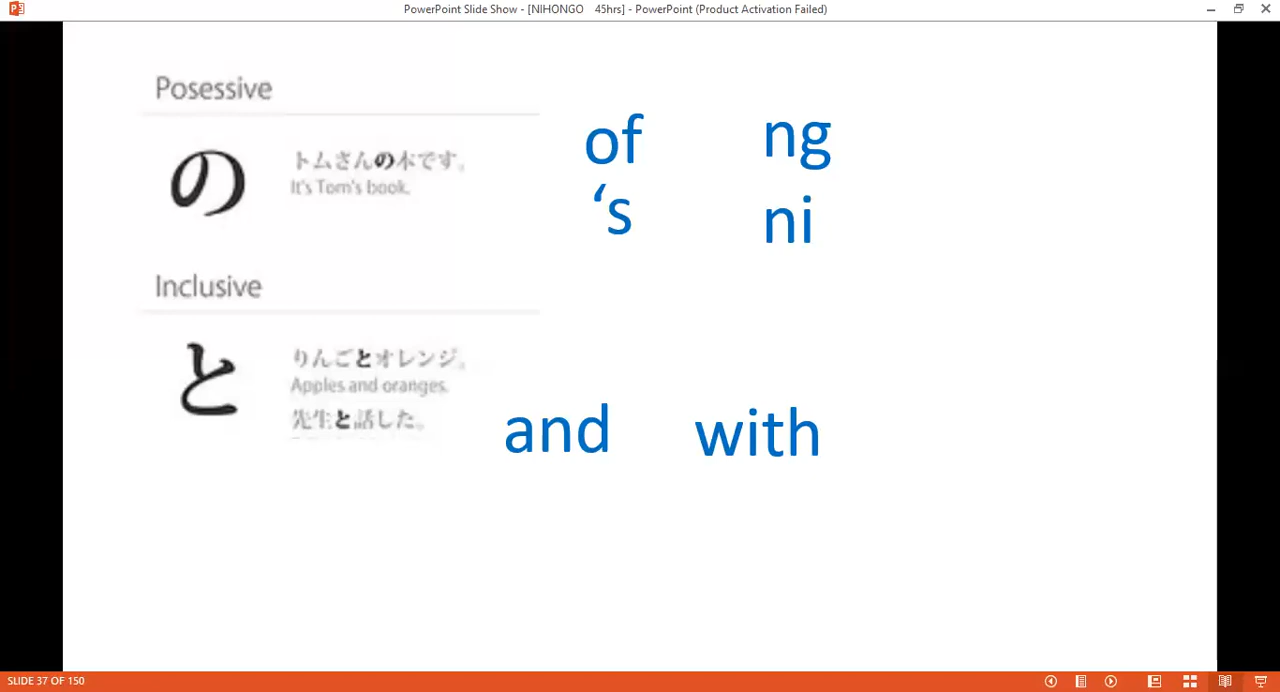 PowerPoint Slide Show - [NIHONGO 45hrs] - PowerPoint (Product Activation Failed)
Posessive
の
トムさんの本です。
It's Tom's book.
of
ng
‘s
ni
Inclusive
と
りんごとオレンジ。
Apples and oranges.
先生と話した。
and
with
SLIDE 37 OF 150